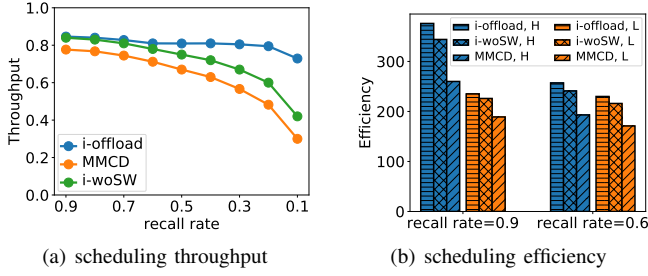 1.0
0.8
0.6
0.4
0.2
0.0
Throughput
i-offload
MMCD
i-woSW
0.9 0.7 0.5 0.3 0.1
recall rate
(a) scheduling throughput
300
200
100
0
Efficiency
i-offload, H i-offload, L
i-woSW, H i-woSW, L
MMCD, H MMCD, L
recall rate=0.9 recall rate=0.6
(b) scheduling efficiency